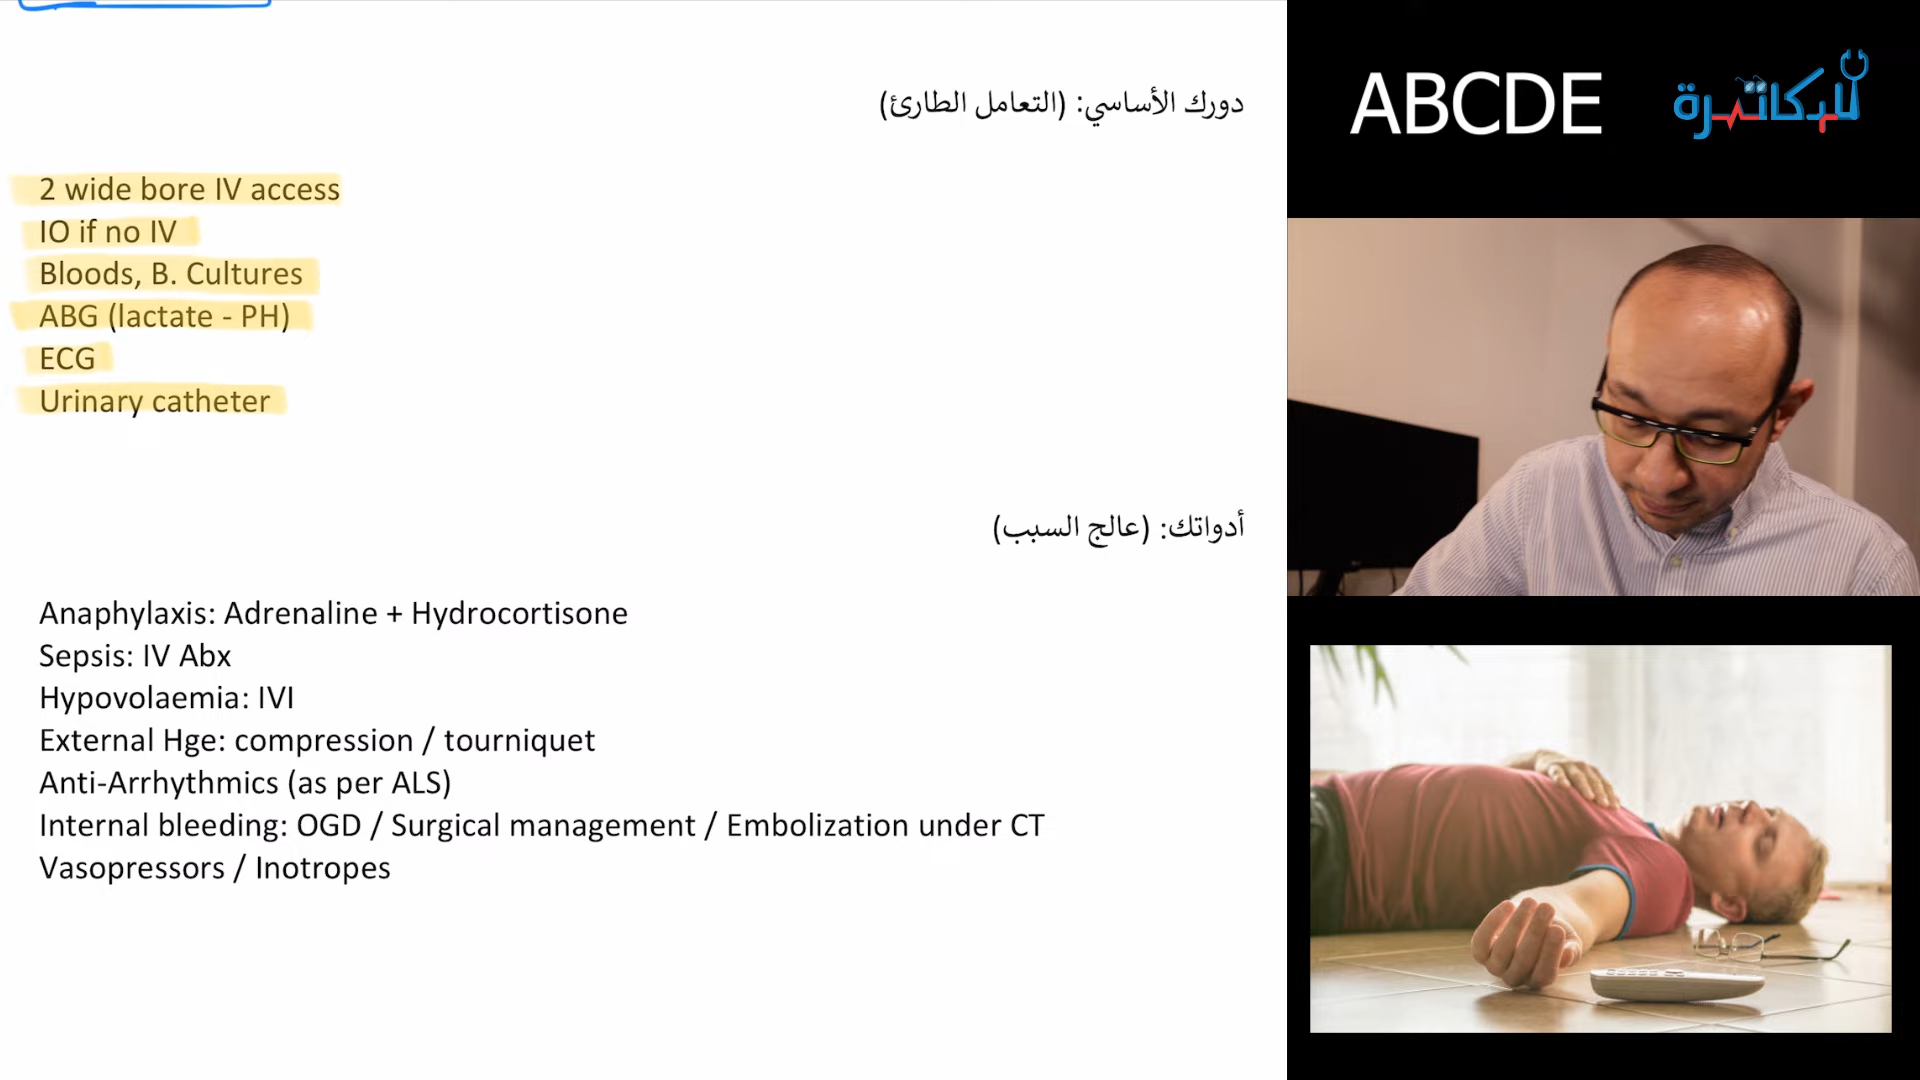 دورك الأساسي: (التعامل الطارئ)
2 wide bore IV access
IO if no IV
Bloods, B. Cultures
ABG (lactate - PH)
ECG
Urinary catheter
أدواتك: (عالج السبب)
Anaphylaxis: Adrenaline + Hydrocortisone
Sepsis: IV Abx
Hypovolaemia: IVI
External Hge: compression / tourniquet
Anti-Arrhythmics (as per ALS)
Internal bleeding: OGD / Surgical management / Embolization under CT
Vasopressors / Inotropes
ABCDE
للدكاترة